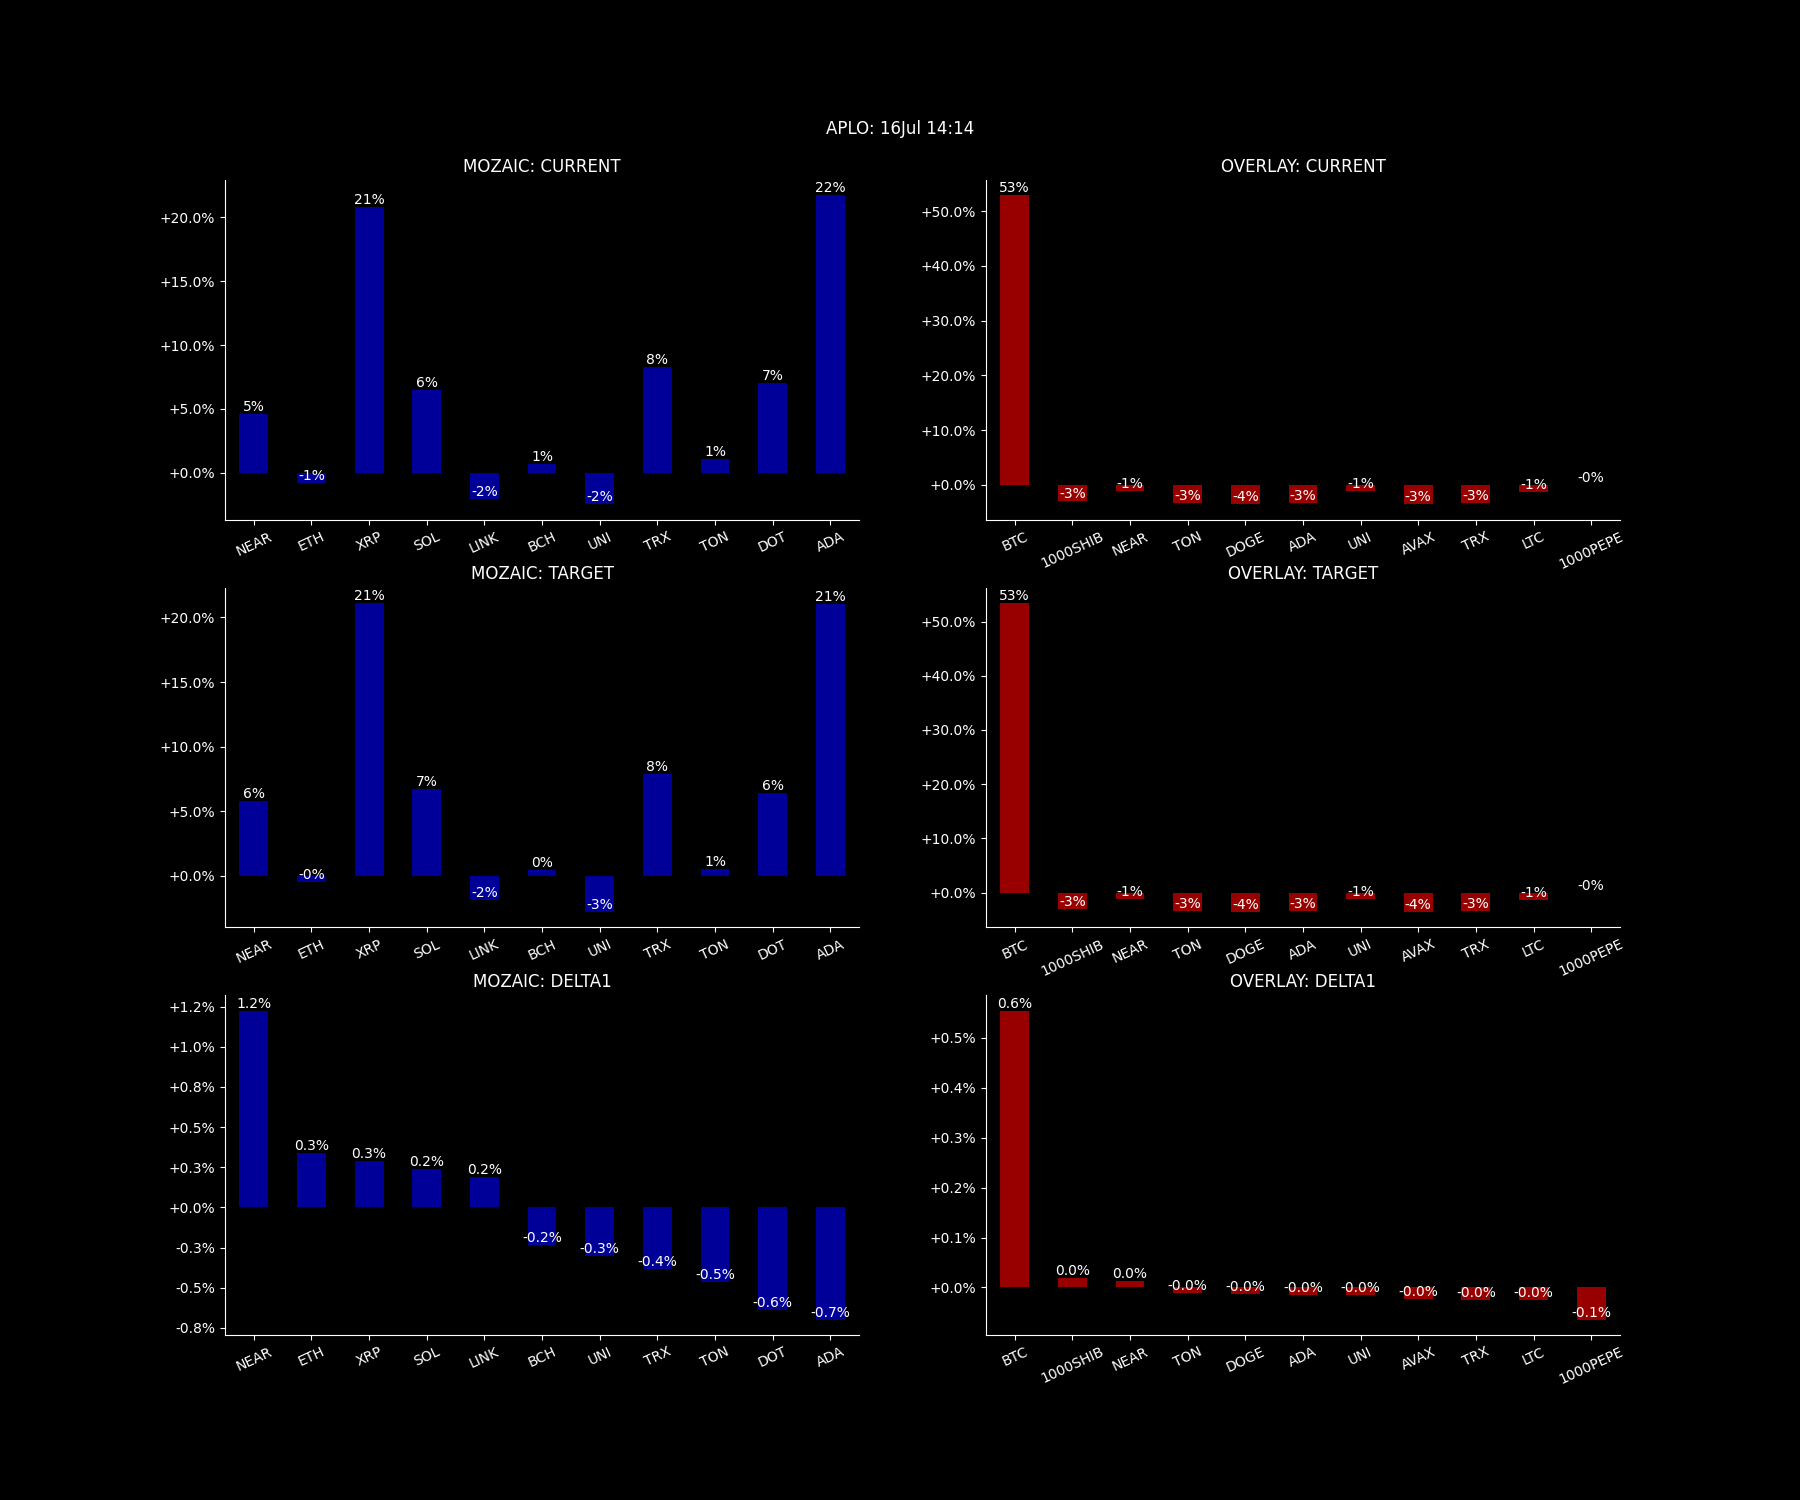 APLO: 16Jul 14:14
MOZAIC: CURRENT
+20.0%
+15.0%
+10.0%
+5.0%
+0.0%
5%
-1%
21%
6%
-2%
1%
-2%
8%
1%
7%
22%
NEAR
ETH
XRP
SOL
LINK
BCH
UNI
TRX
TON
DOT
ADA
OVERLAY: CURRENT
+50.0%
+40.0%
+30.0%
+20.0%
+10.0%
+0.0%
53%
-3%
-1%
-3%
-4%
-3%
-1%
-3%
-3%
-1%
-0%
BTC
1000SHIB
NEAR
TON
DOGE
ADA
UNI
AVAX
TRX
LTC
1000PEPE
MOZAIC: TARGET
+20.0%
+15.0%
+10.0%
+5.0%
+0.0%
6%
-0%
21%
7%
-2%
0%
-3%
8%
1%
6%
21%
NEAR
ETH
XRP
SOL
LINK
BCH
UNI
TRX
TON
DOT
ADA
OVERLAY: TARGET
+50.0%
+40.0%
+30.0%
+20.0%
+10.0%
+0.0%
53%
-3%
-1%
-3%
-4%
-3%
-1%
-4%
-3%
-1%
-0%
BTC
1000SHIB
NEAR
TON
DOGE
ADA
UNI
AVAX
TRX
LTC
1000PEPE
MOZAIC: DELTA1
+1.2%
+1.0%
+0.8%
+0.5%
+0.3%
+0.0%
-0.3%
-0.5%
-0.8%
1.2%
0.3%
0.3%
0.2%
0.2%
-0.2%
-0.3%
-0.4%
-0.5%
-0.6%
-0.7%
NEAR
ETH
XRP
SOL
LINK
BCH
UNI
TRX
TON
DOT
ADA
OVERLAY: DELTA1
+0.5%
+0.4%
+0.3%
+0.2%
+0.1%
+0.0%
0.6%
0.0%
0.0%
-0.0%
-0.0%
-0.0%
-0.0%
-0.0%
-0.0%
-0.0%
-0.1%
BTC
1000SHIB
NEAR
TON
DOGE
ADA
UNI
AVAX
TRX
LTC
1000PEPE